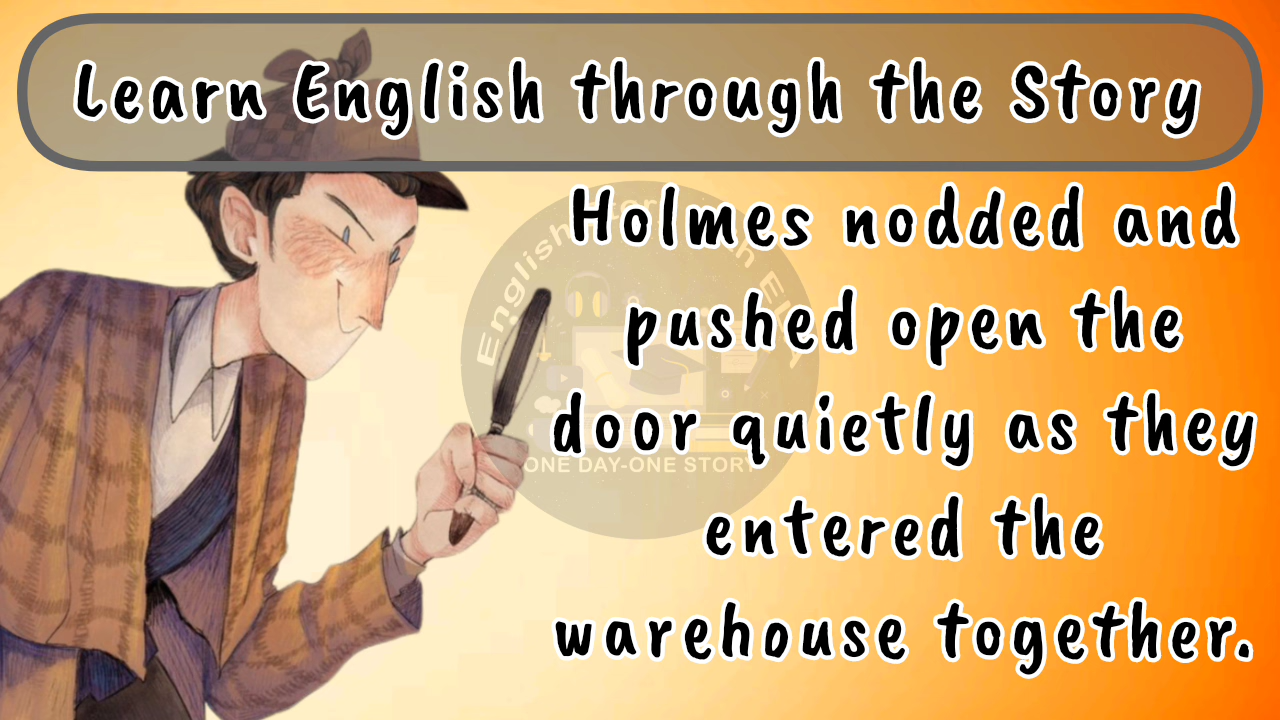 Learn English through the Story
Holmes nodded and
pushed open the
door quietly as they
entered the
warehouse together.
English
ONE DAY-ONE STORY